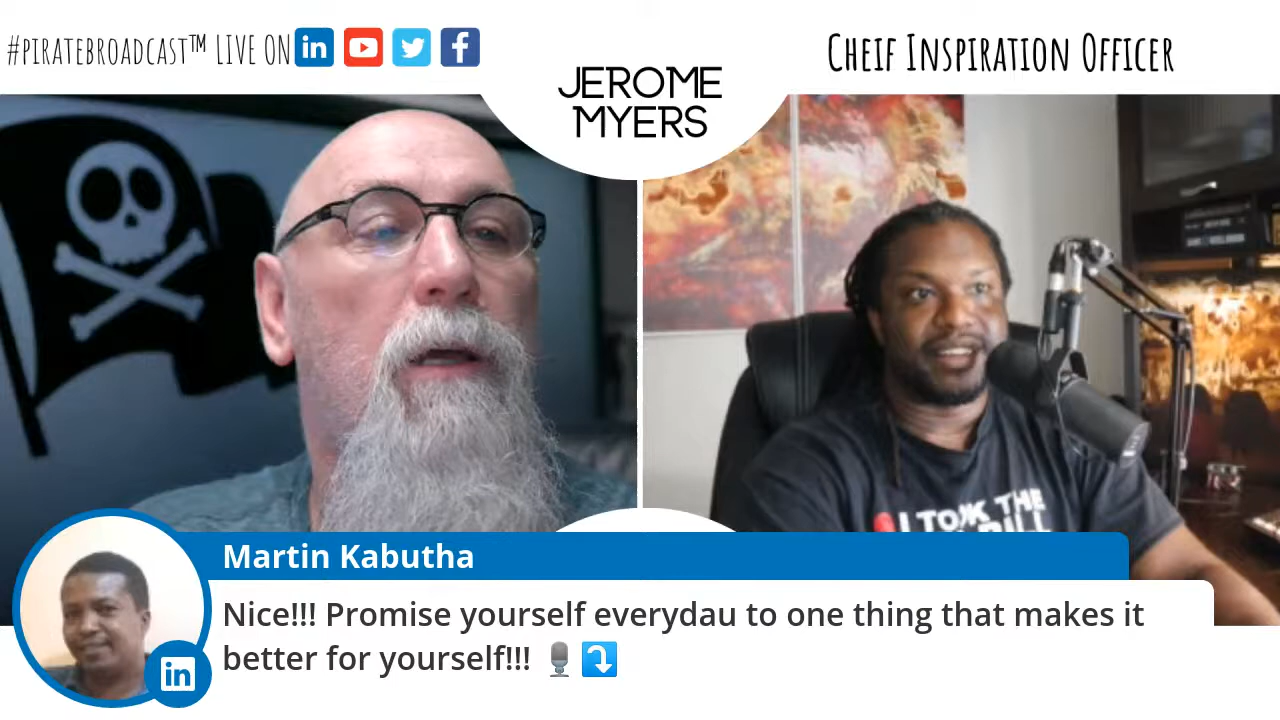 #PIRATEBROADCAST™ LIVE ON
CHEIF INSPIRATION OFFICER
JEROME
MYERS
I TOOK THE
Martin Kabutha
Nice!!! Promise yourself everydau to one thing that makes it
better for yourself!!! 🎙️⤵️